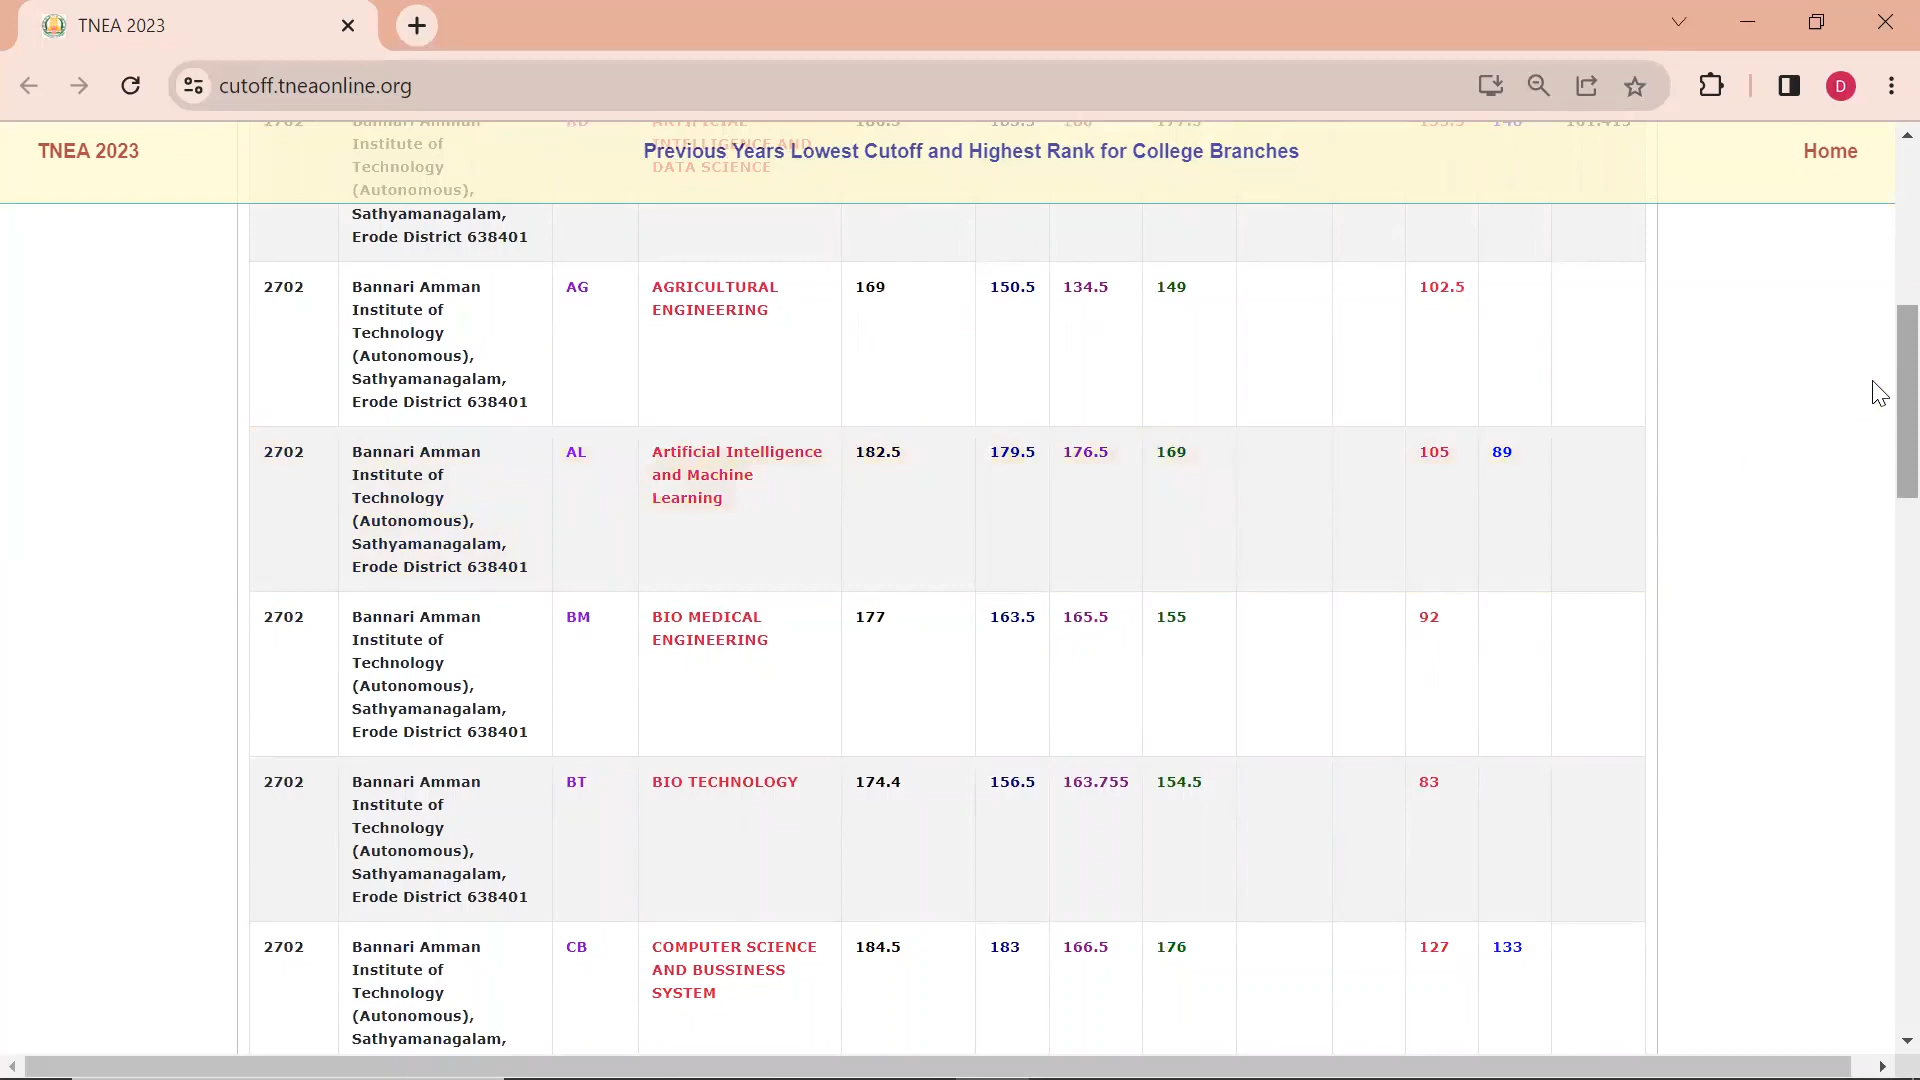 TNEA 2023
cutoff.tneaonline.org
D
TNEA 2023
Previous Years Lowest Cutoff and Highest Rank for College Branches
Home
Institute of
Technology
(Autonomous),
Sathyamanagalam,
Erode District 638401
INTELLIGENCE AND
DATA SCIENCE
2702
Bannari Amman
Institute of
Technology
(Autonomous),
Sathyamanagalam,
Erode District 638401
AG
AGRICULTURAL
ENGINEERING
169
150.5
134.5
149
102.5
2702
Bannari Amman
Institute of
Technology
(Autonomous),
Sathyamanagalam,
Erode District 638401
AL
Artificial Intelligence
and Machine
Learning
182.5
179.5
176.5
169
105
89
2702
Bannari Amman
Institute of
Technology
(Autonomous),
Sathyamanagalam,
Erode District 638401
BM
BIO MEDICAL
ENGINEERING
177
163.5
165.5
155
92
2702
Bannari Amman
Institute of
Technology
(Autonomous),
Sathyamanagalam,
Erode District 638401
BT
BIO TECHNOLOGY
174.4
156.5
163.755
154.5
83
2702
Bannari Amman
Institute of
Technology
(Autonomous),
Sathyamanagalam,
CB
COMPUTER SCIENCE
AND BUSSINESS
SYSTEM
184.5
183
166.5
176
127
133